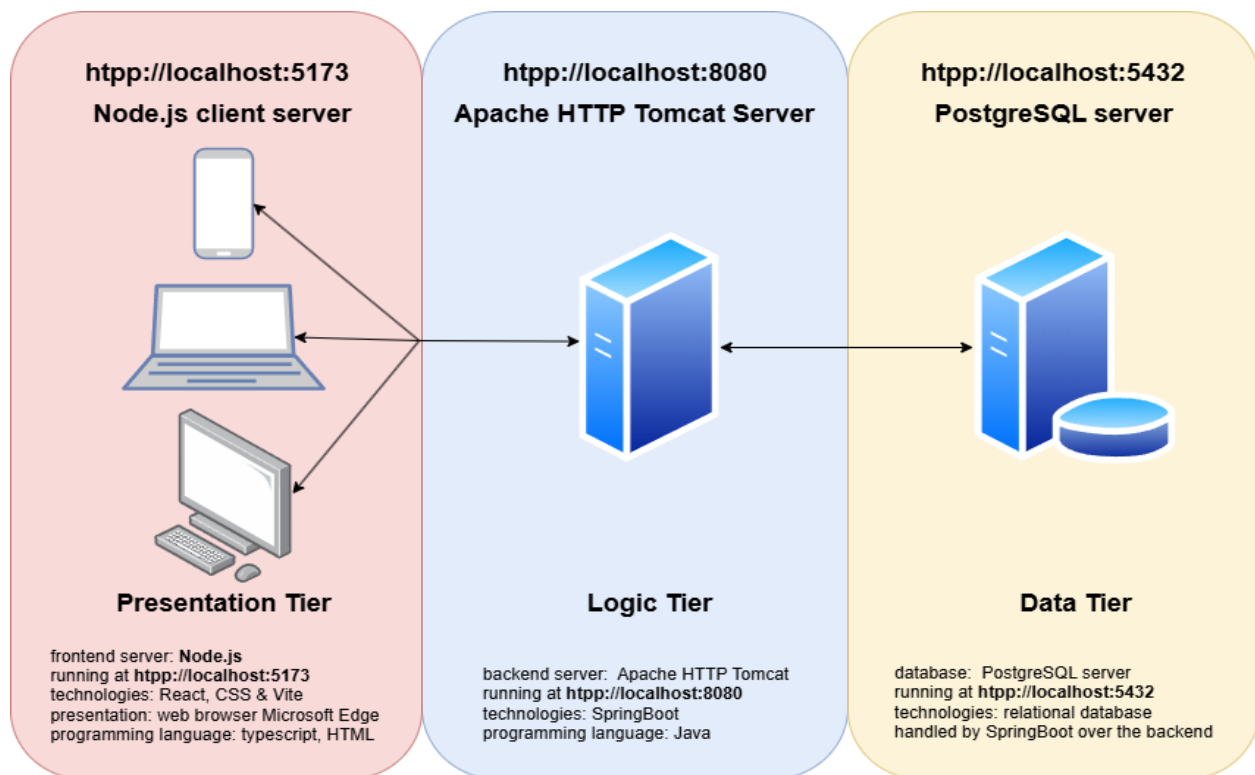 htpp://localhost:5173
Node.js client server
Presentation Tier
frontend server: Node.js
running at htpp://localhost:5173
technologies: React, CSS & Vite
presentation: web browser Microsoft Edge
programming language: typescript, HTML
htpp://localhost:8080
Apache HTTP Tomcat Server
Logic Tier
backend server:  Apache HTTP Tomcat
running at htpp://localhost:8080
technologies: SpringBoot
programming language: Java
htpp://localhost:5432
PostgreSQL server
Data Tier
database:  PostgreSQL server
running at htpp://localhost:5432
technologies: relational database
handled by SpringBoot over the backend